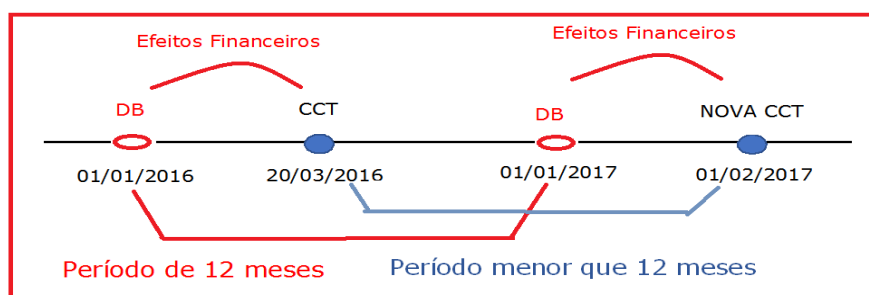 Efeitos Financeiros
Efeitos Financeiros
DB
CCT
DB
NOVA CCT
01/01/2016
20/03/2016
01/01/2017
01/02/2017
Período de 12 meses
Período menor que 12 meses